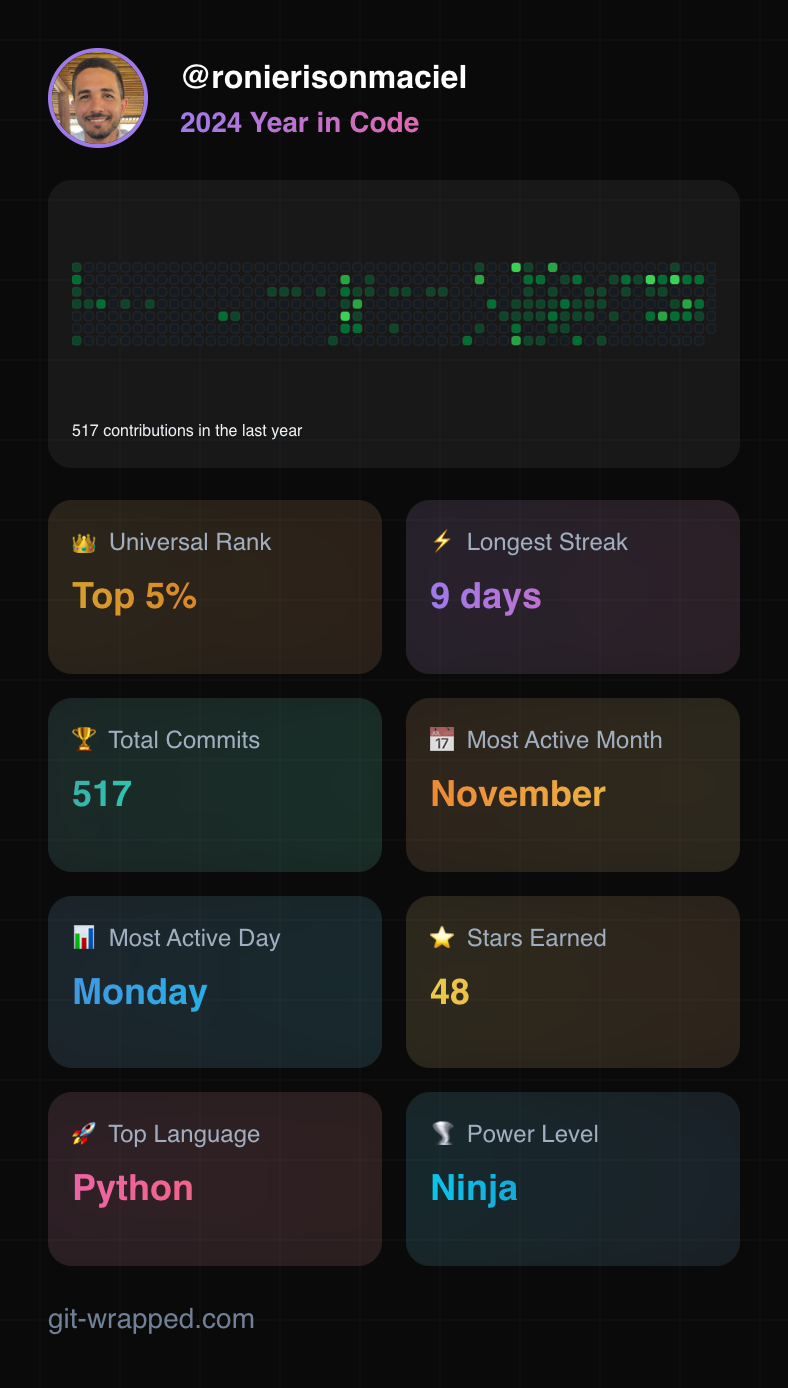 @ronierisonmaciel
2024 Year in Code
517 contributions in the last year
Universal Rank
Top 5%
Longest Streak
9 days
Total Commits
517
Most Active Month
November
Most Active Day
Monday
Stars Earned
48
Top Language
Python
Power Level
Ninja
git-wrapped.com